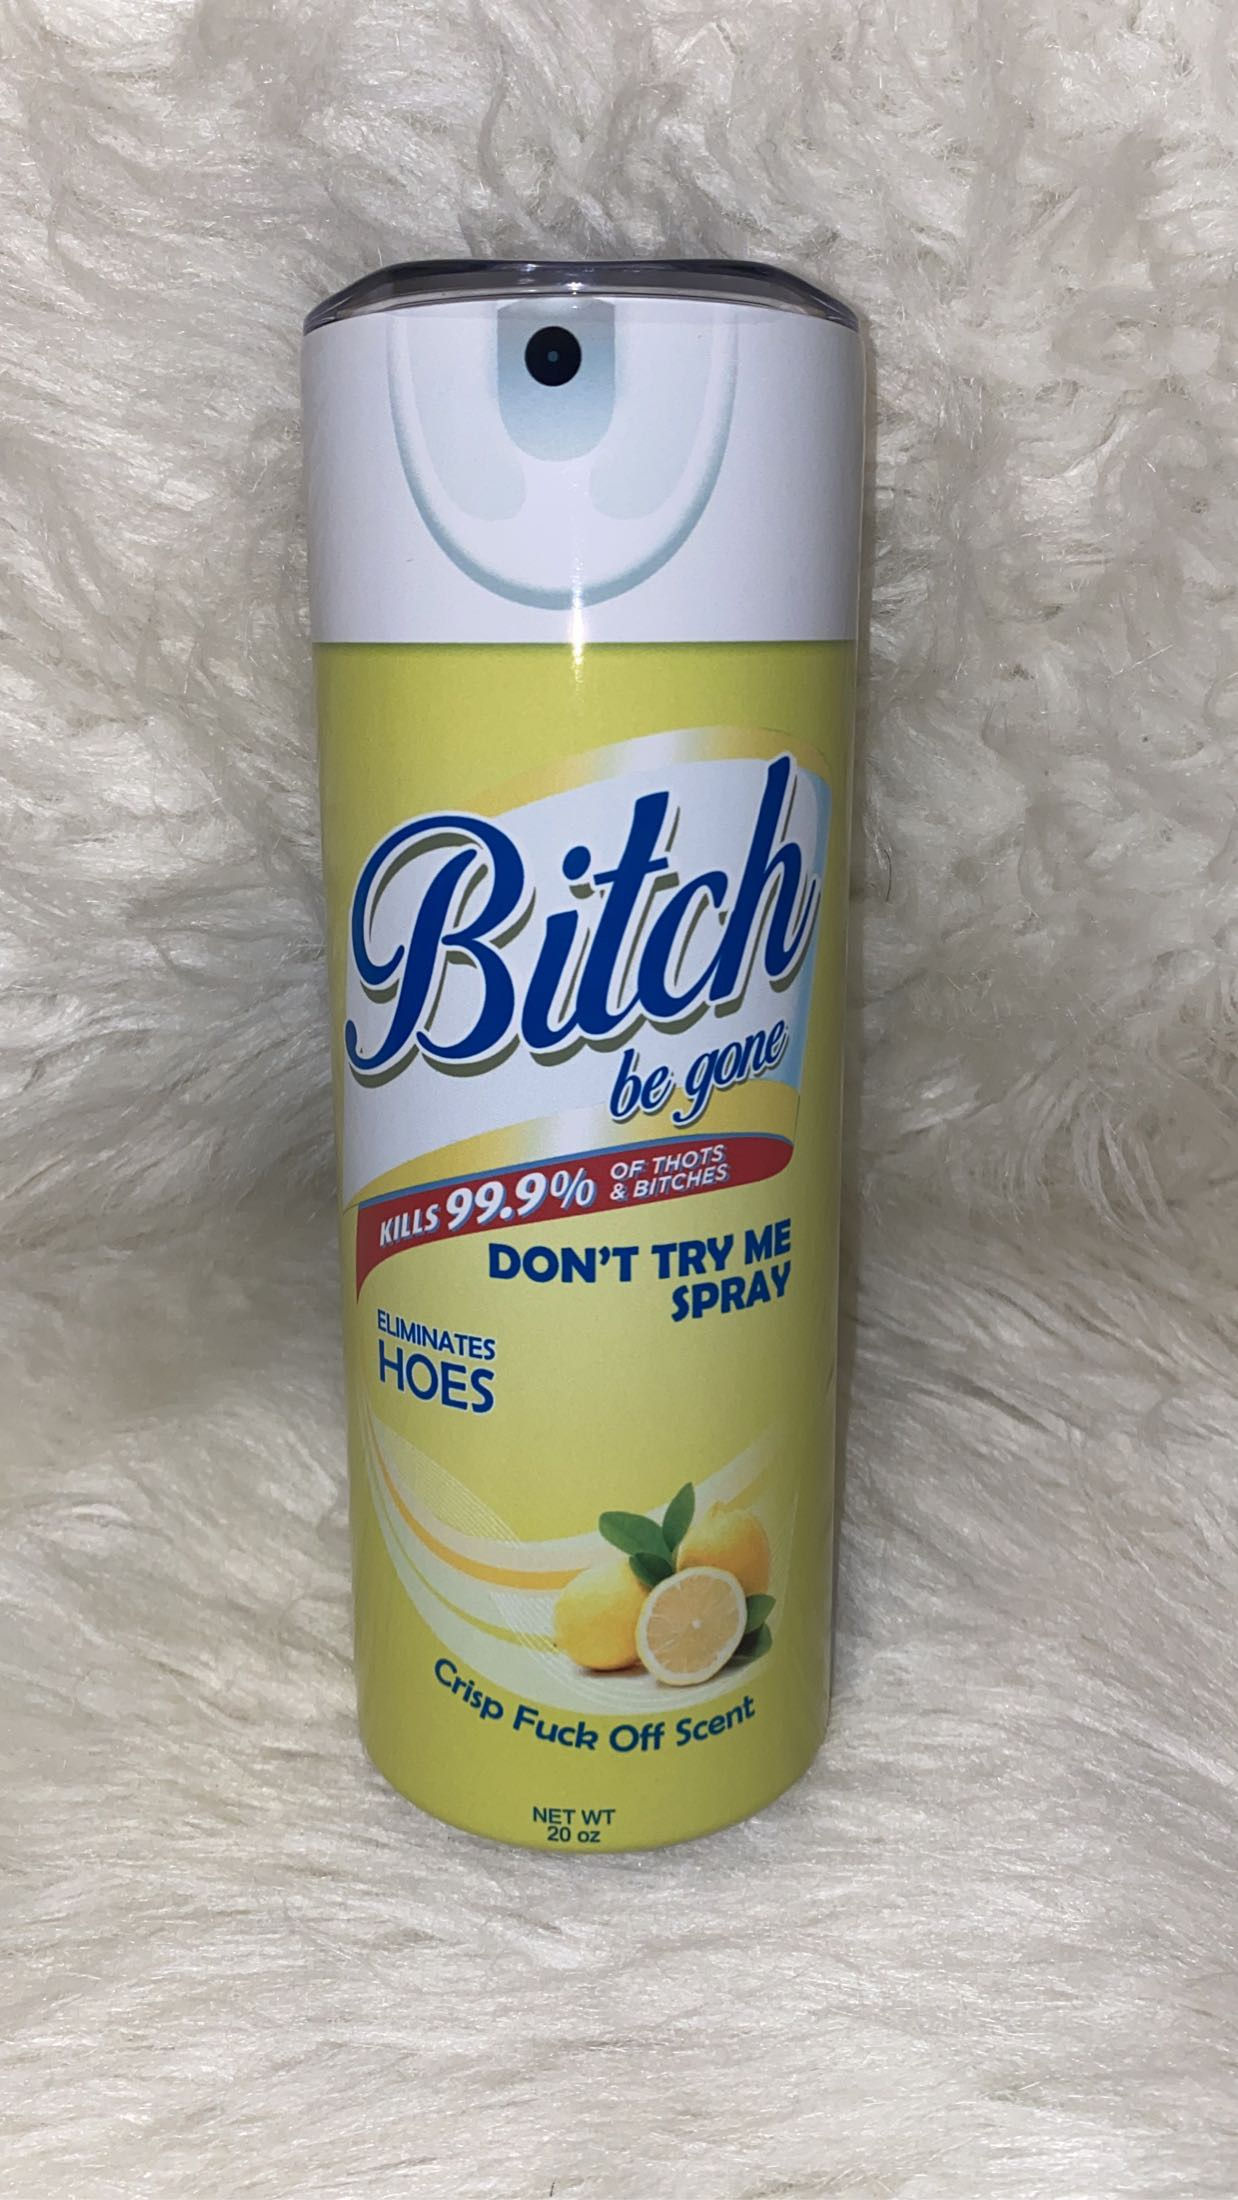 Bitch
be gone
KILLS 99.9% OF THOTS
& BITCHES
DON'T TRY ME
SPRAY
ELIMINATES
HOES
Crisp Fuck Off Scent
NET WT
20 oz